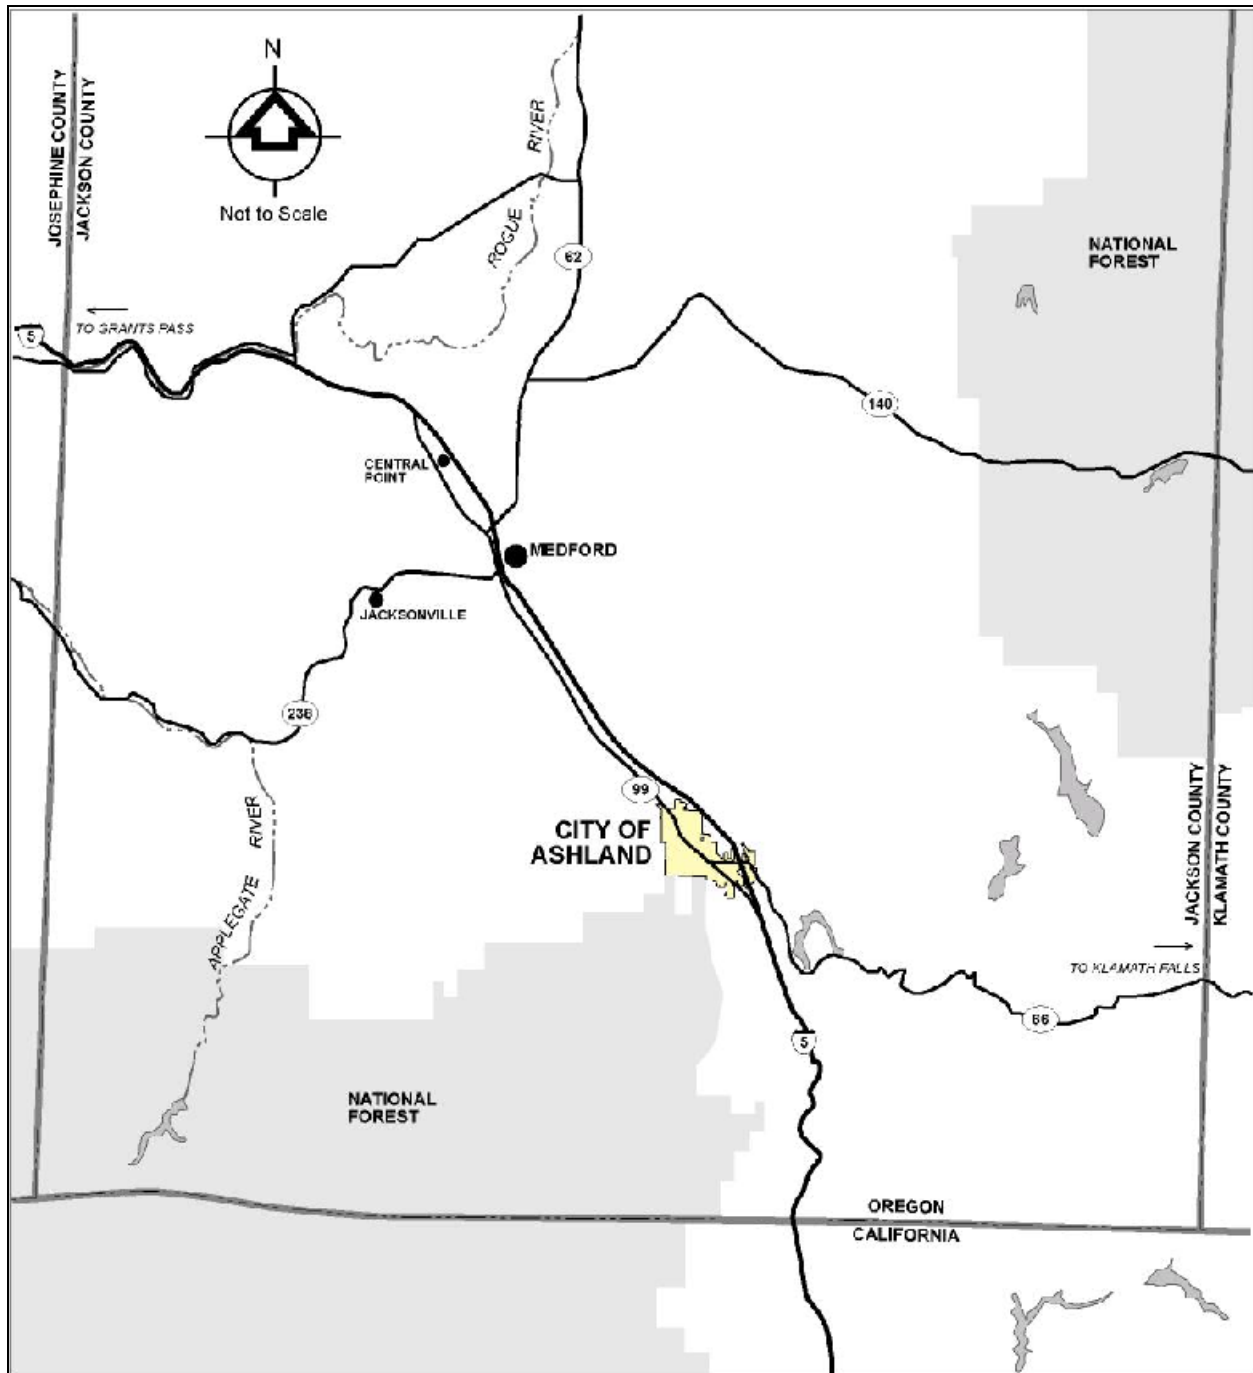 N
Not to Scale
JOSEPHINE COUNTY
JACKSON COUNTY
ROGUE RIVER
62
NATIONAL
FOREST
5
TO GRANTS PASS
140
CENTRAL
POINT
MEDFORD
JACKSONVILLE
238
99
CITY OF
ASHLAND
APPLEGATE RIVER
JACKSON COUNTY
KLAMATH COUNTY
TO KLAMATH FALLS
66
5
NATIONAL
FOREST
OREGON
CALIFORNIA